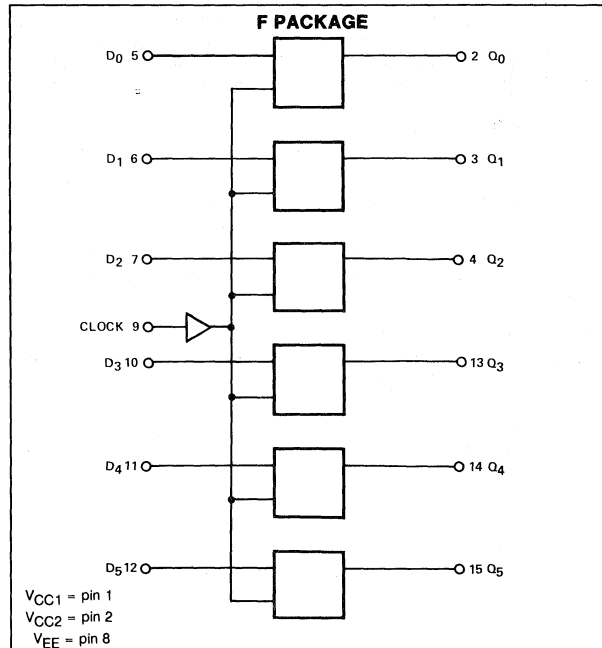 F PACKAGE
D0 5 2 Q0
D1 6 3 Q1
D2 7 4 Q2
CLOCK 9
D3 10 13 Q3
D4 11 14 Q4
D5 12 15 Q5
VCC1 = pin 1
VCC2 = pin 2
VEE = pin 8